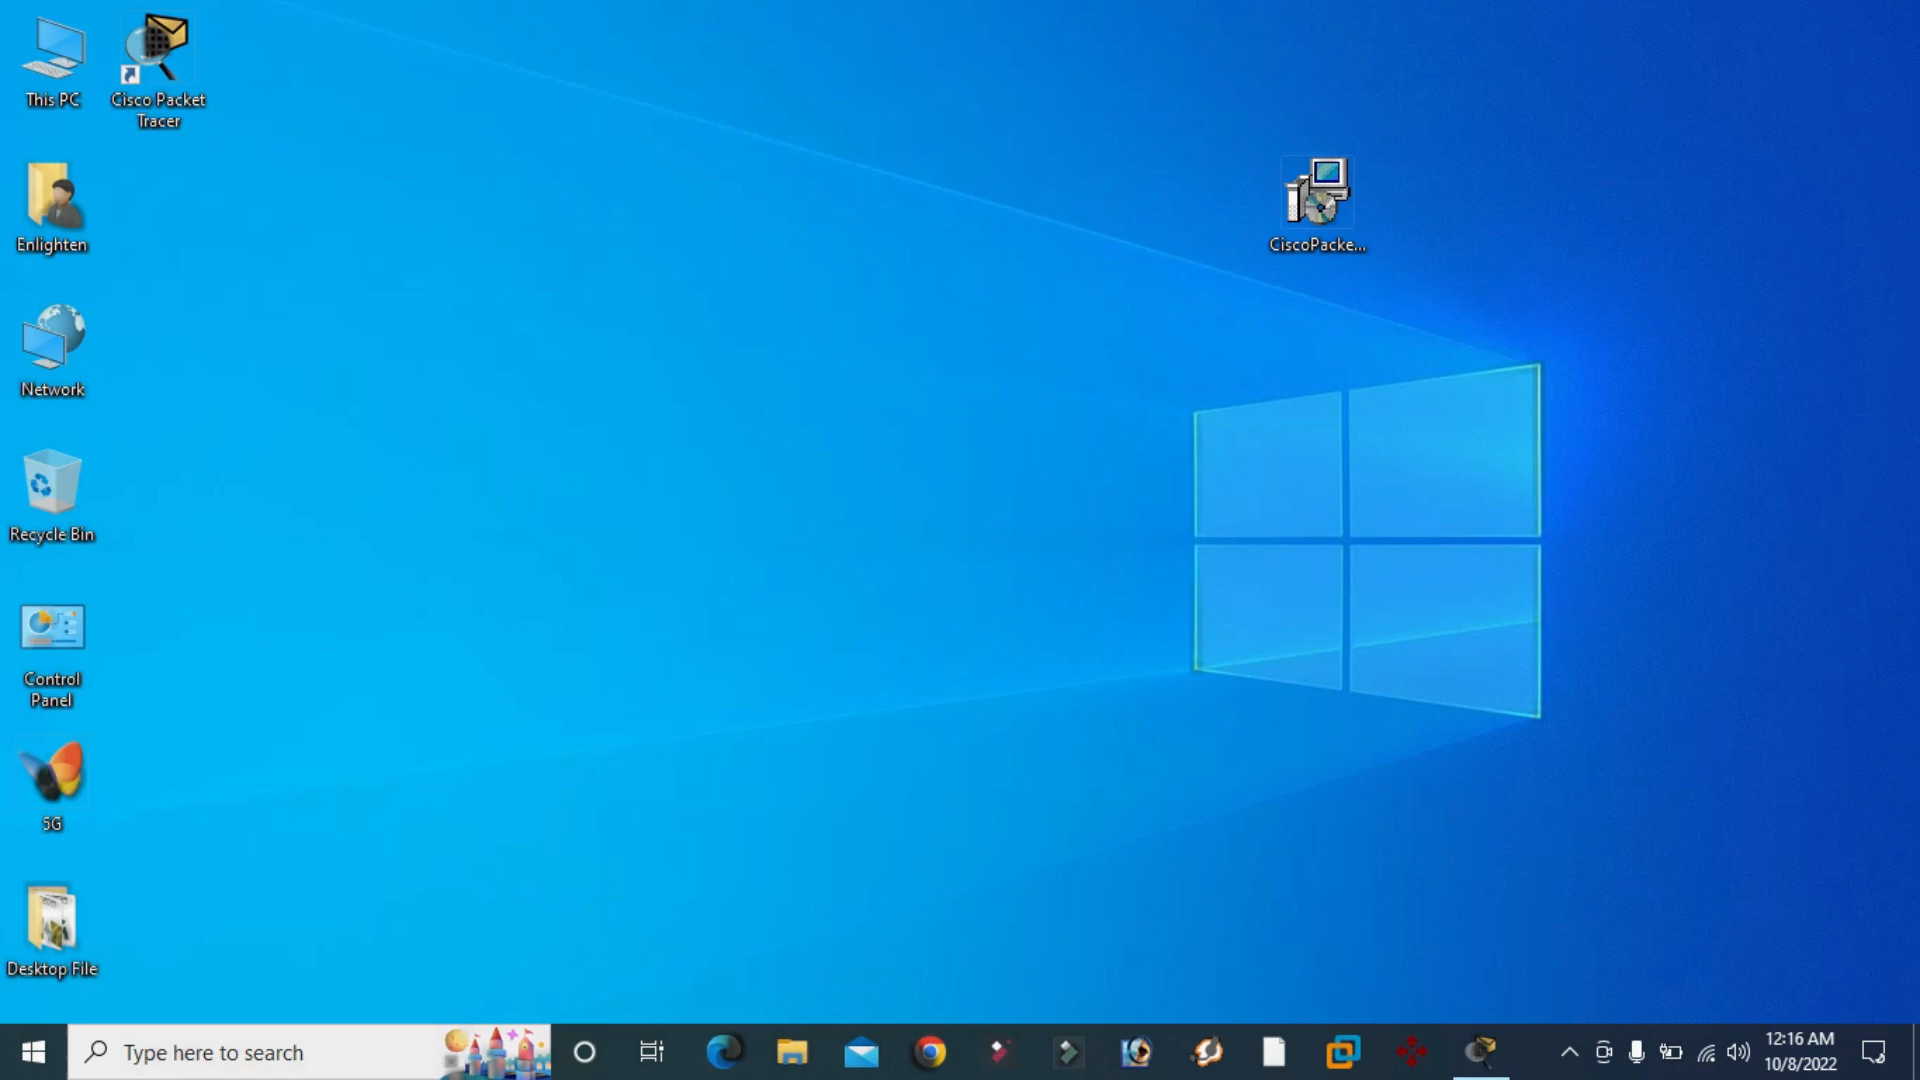 This PC
Cisco Packet
Tracer
Enlighten
CiscoPacke...
Network
Recycle Bin
Control
Panel
5G
Desktop File
Type here to search
12:16 AM
10/8/2022